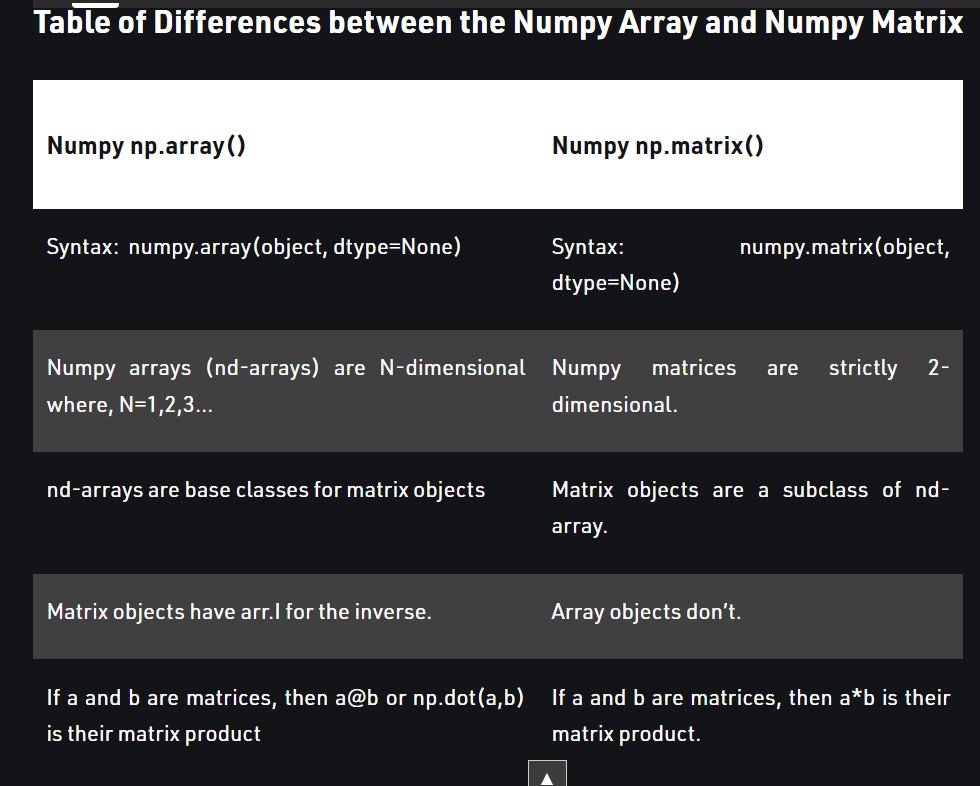 Table of Differences between the Numpy Array and Numpy Matrix
Numpy np.array()
Numpy np.matrix()
Syntax: numpy.array(object, dtype=None)
Syntax: numpy.matrix(object,
dtype=None)
Numpy arrays (nd-arrays) are N-dimensional
where, N=1,2,3...
Numpy matrices are strictly 2-
dimensional.
nd-arrays are base classes for matrix objects
Matrix objects are a subclass of nd-
array.
Matrix objects have arr.I for the inverse.
Array objects don’t.
If a and b are matrices, then a@b or np.dot(a,b)
is their matrix product
If a and b are matrices, then a*b is their
matrix product.